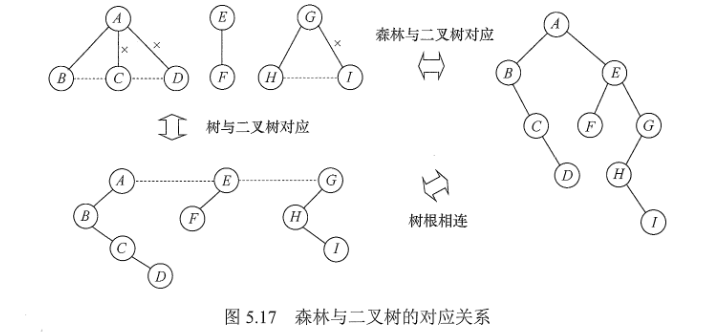 A E G
× × ×
B C D F H I
森林与二叉树对应
A
B E
C F G
D H
I
树与二叉树对应
A E G
B F H
C I
D
树根相连
图 5.17 森林与二叉树的对应关系